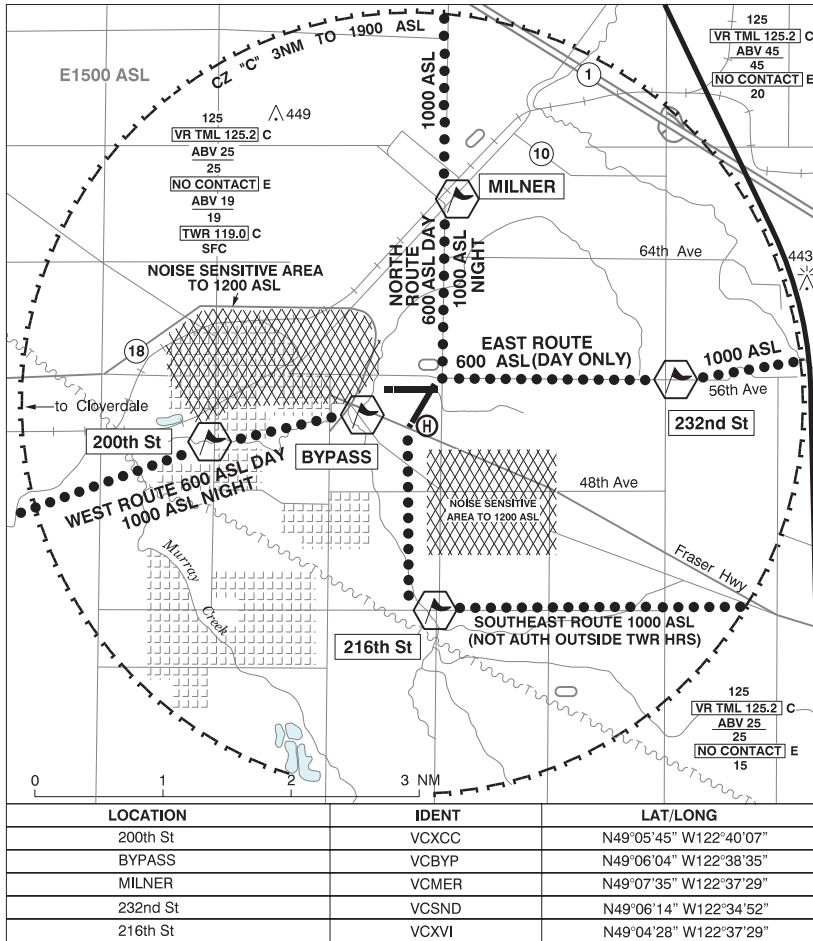 CZ "C" 3NM TO 1900 ASL
E1500 ASL
125
VR TML 125.2 C
ABV 25
25
NO CONTACT E
ABV 19
19
TWR 119.0 C
SFC
449
1000 ASL
1
125
VR TML 125.2 C
ABV 45
45
NO CONTACT E
20
10
MILNER
NORTH
ROUTE
600 ASL DAY
1000 ASL
NIGHT
64th Ave
443
NOISE SENSITIVE AREA
TO 1200 ASL
18
EAST ROUTE
600 ASL (DAY ONLY)
1000 ASL
56th Ave
232nd St
to Cloverdale
200th St
BYPASS
H
WEST ROUTE 600 ASL DAY
1000 ASL NIGHT
48th Ave
NOISE SENSITIVE
AREA TO 1200 ASL
Fraser Hwy
Murray
Creek
216th St
SOUTHEAST ROUTE 1000 ASL
(NOT AUTH OUTSIDE TWR HRS)
125
VR TML 125.2 C
ABV 25
25
NO CONTACT E
15
0 1 2 3 NM
LOCATION IDENT LAT/LONG
200th St VCXCC N49°05'45" W122°40'07"
BYPASS VCBYP N49°06'04" W122°38'35"
MILNER VCMER N49°07'35" W122°37'29"
232nd St VCSND N49°06'14" W122°34'52"
216th St VCXVI N49°04'28" W122°37'29"